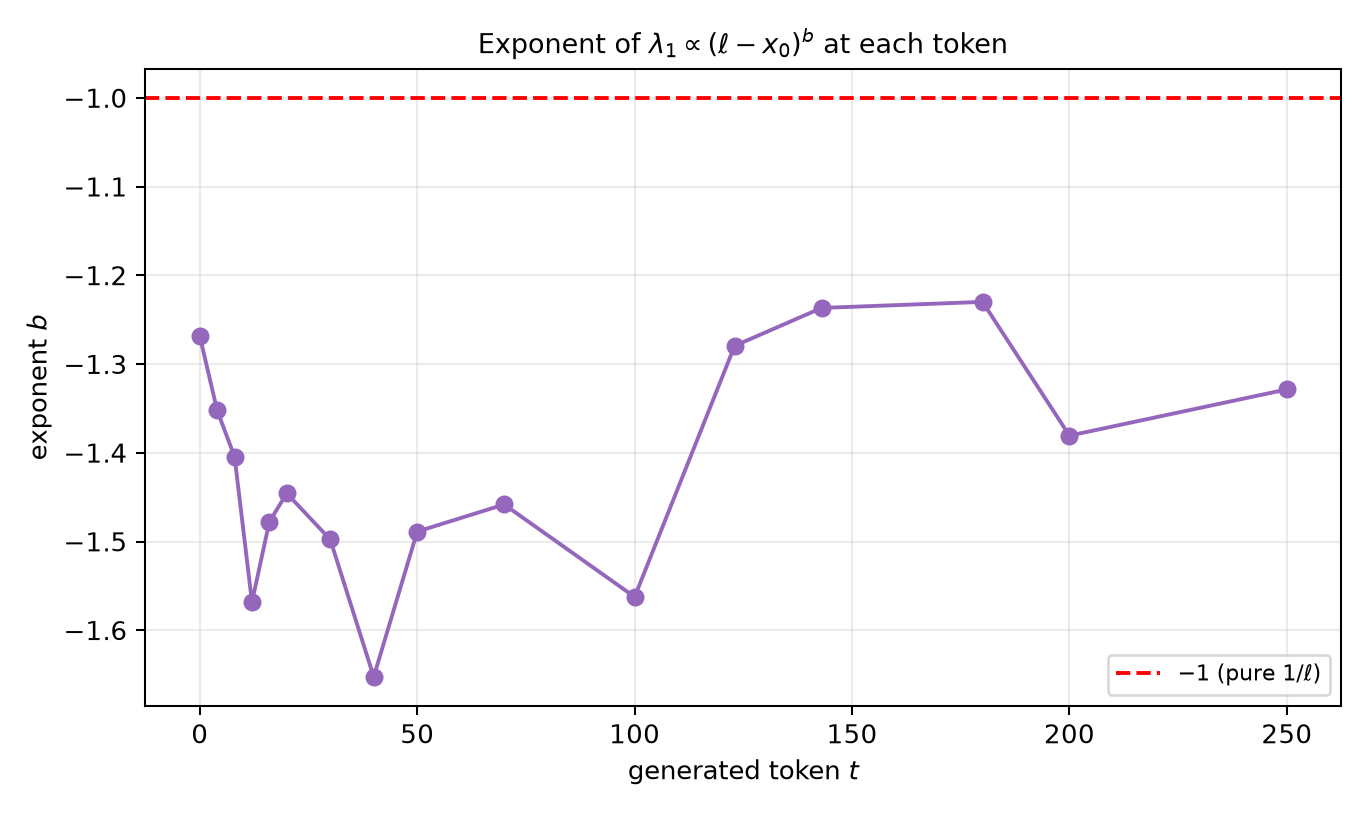 Exponent of λ₁ ∝ (ℓ − x₀)ᵇ at each token
exponent b
−1.0
−1.1
−1.2
−1.3
−1.4
−1.5
−1.6
−1 (pure 1/ℓ)
0 50 100 150 200 250
generated token t